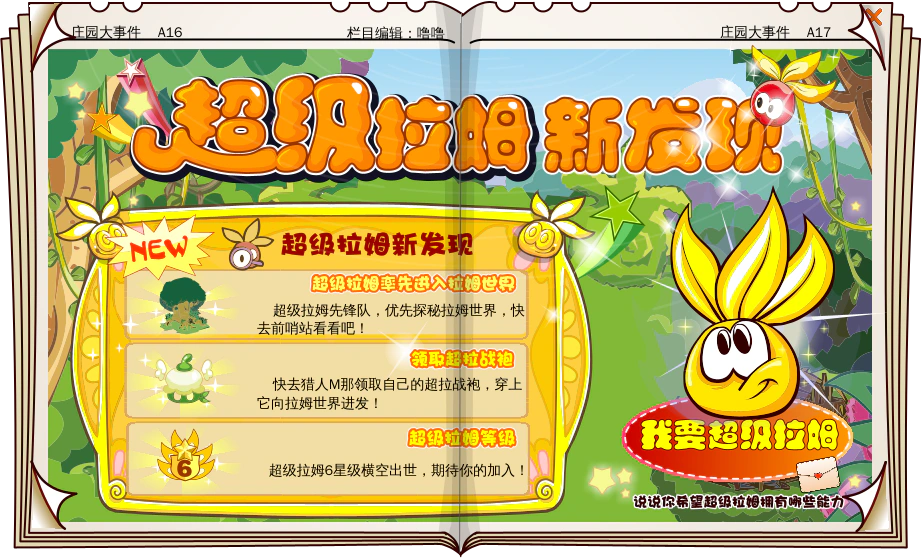 庄园大事件 A16
栏目编辑：噜噜
庄园大事件 A17
超级拉姆新发现
NEW
超级拉姆新发现
超级拉姆率先进入拉姆世界
超级拉姆先锋队，优先探秘拉姆世界，快
去前哨站看看吧！
领取超拉战袍
快去猎人M那领取自己的超拉战袍，穿上
它向拉姆世界进发！
超级拉姆等级
6
超级拉姆6星级横空出世，期待你的加入！
我要超级拉姆
说说你希望超级拉姆拥有哪些能力